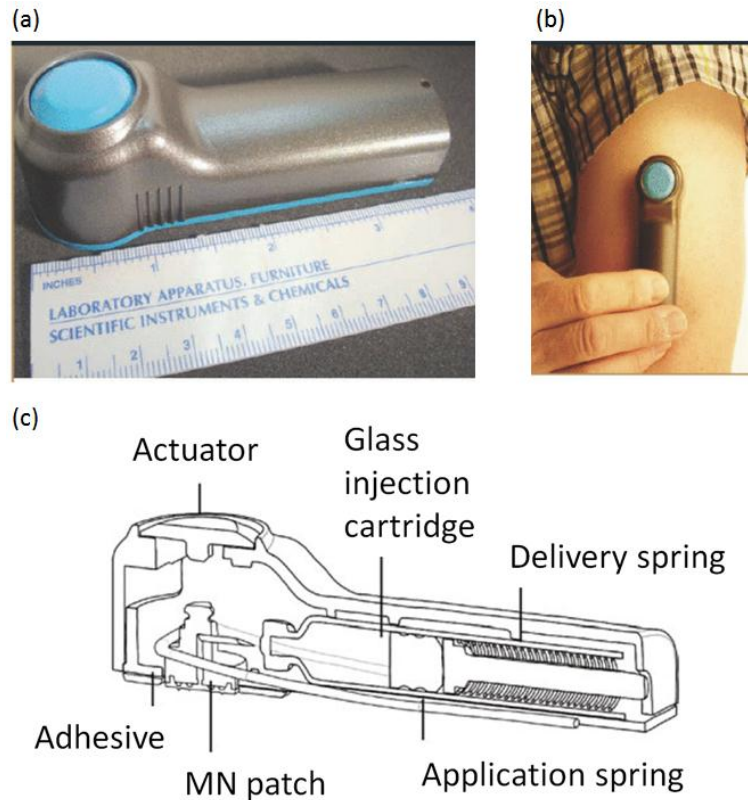 (a)
(b)
INCHES
1
2
3
LABORATORY APPARATUS, FURNITURE
SCIENTIFIC INSTRUMENTS & CHEMICALS
1 2 3 4 5 6 7 8 9
(c)
Actuator
Glass
injection
cartridge
Delivery spring
Adhesive
MN patch
Application spring